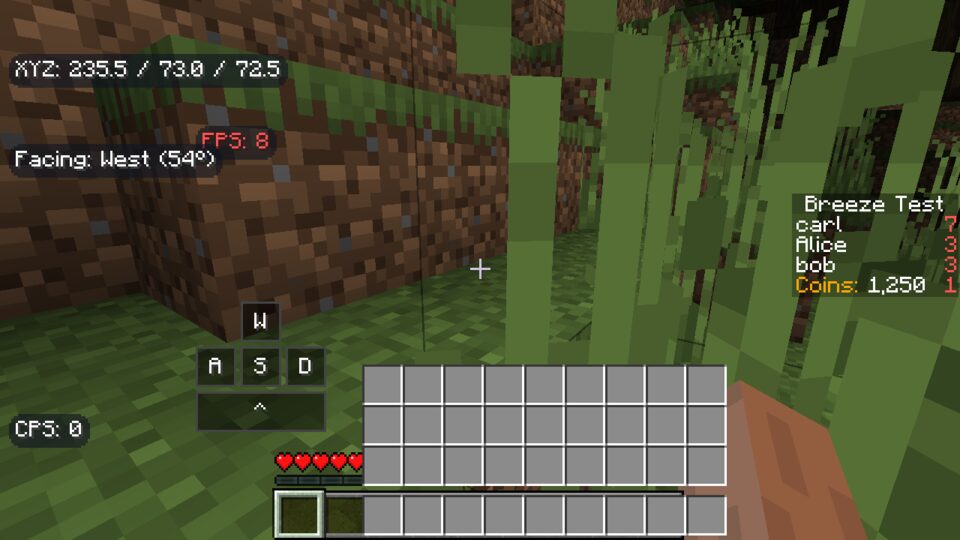 XYZ: 235.5 / 73.0 / 72.5
FPS: 8
Facing: West (54º)
Breeze Test
carl 7
Alice 3
bob 3
Coins: 1,250 1
W
A S D
^
CPS: 0